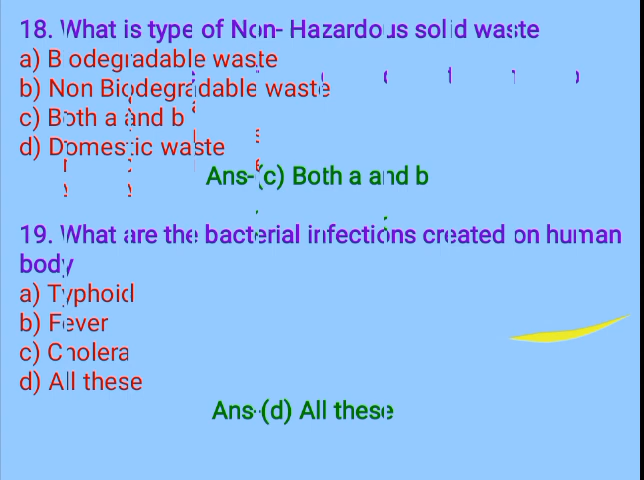 18. What is type of Non- Hazardous solid waste
a) B odegradable waste
b) Non Biodegradable waste
c) Both a and b
d) Domestic waste
Ans-(c) Both a and b
19. What are the bacterial infections created on human
body
a) Typhoid
b) Fever
c) Cholera
d) All these
Ans-(d) All these